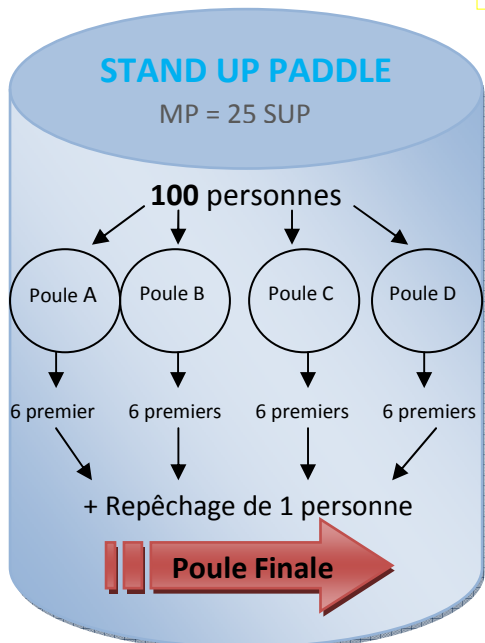 STAND UP PADDLE
MP = 25 SUP
100 personnes
Poule A Poule B Poule C Poule D
6 premier 6 premiers 6 premiers 6 premiers
+ Repêchage de 1 personne
Poule Finale